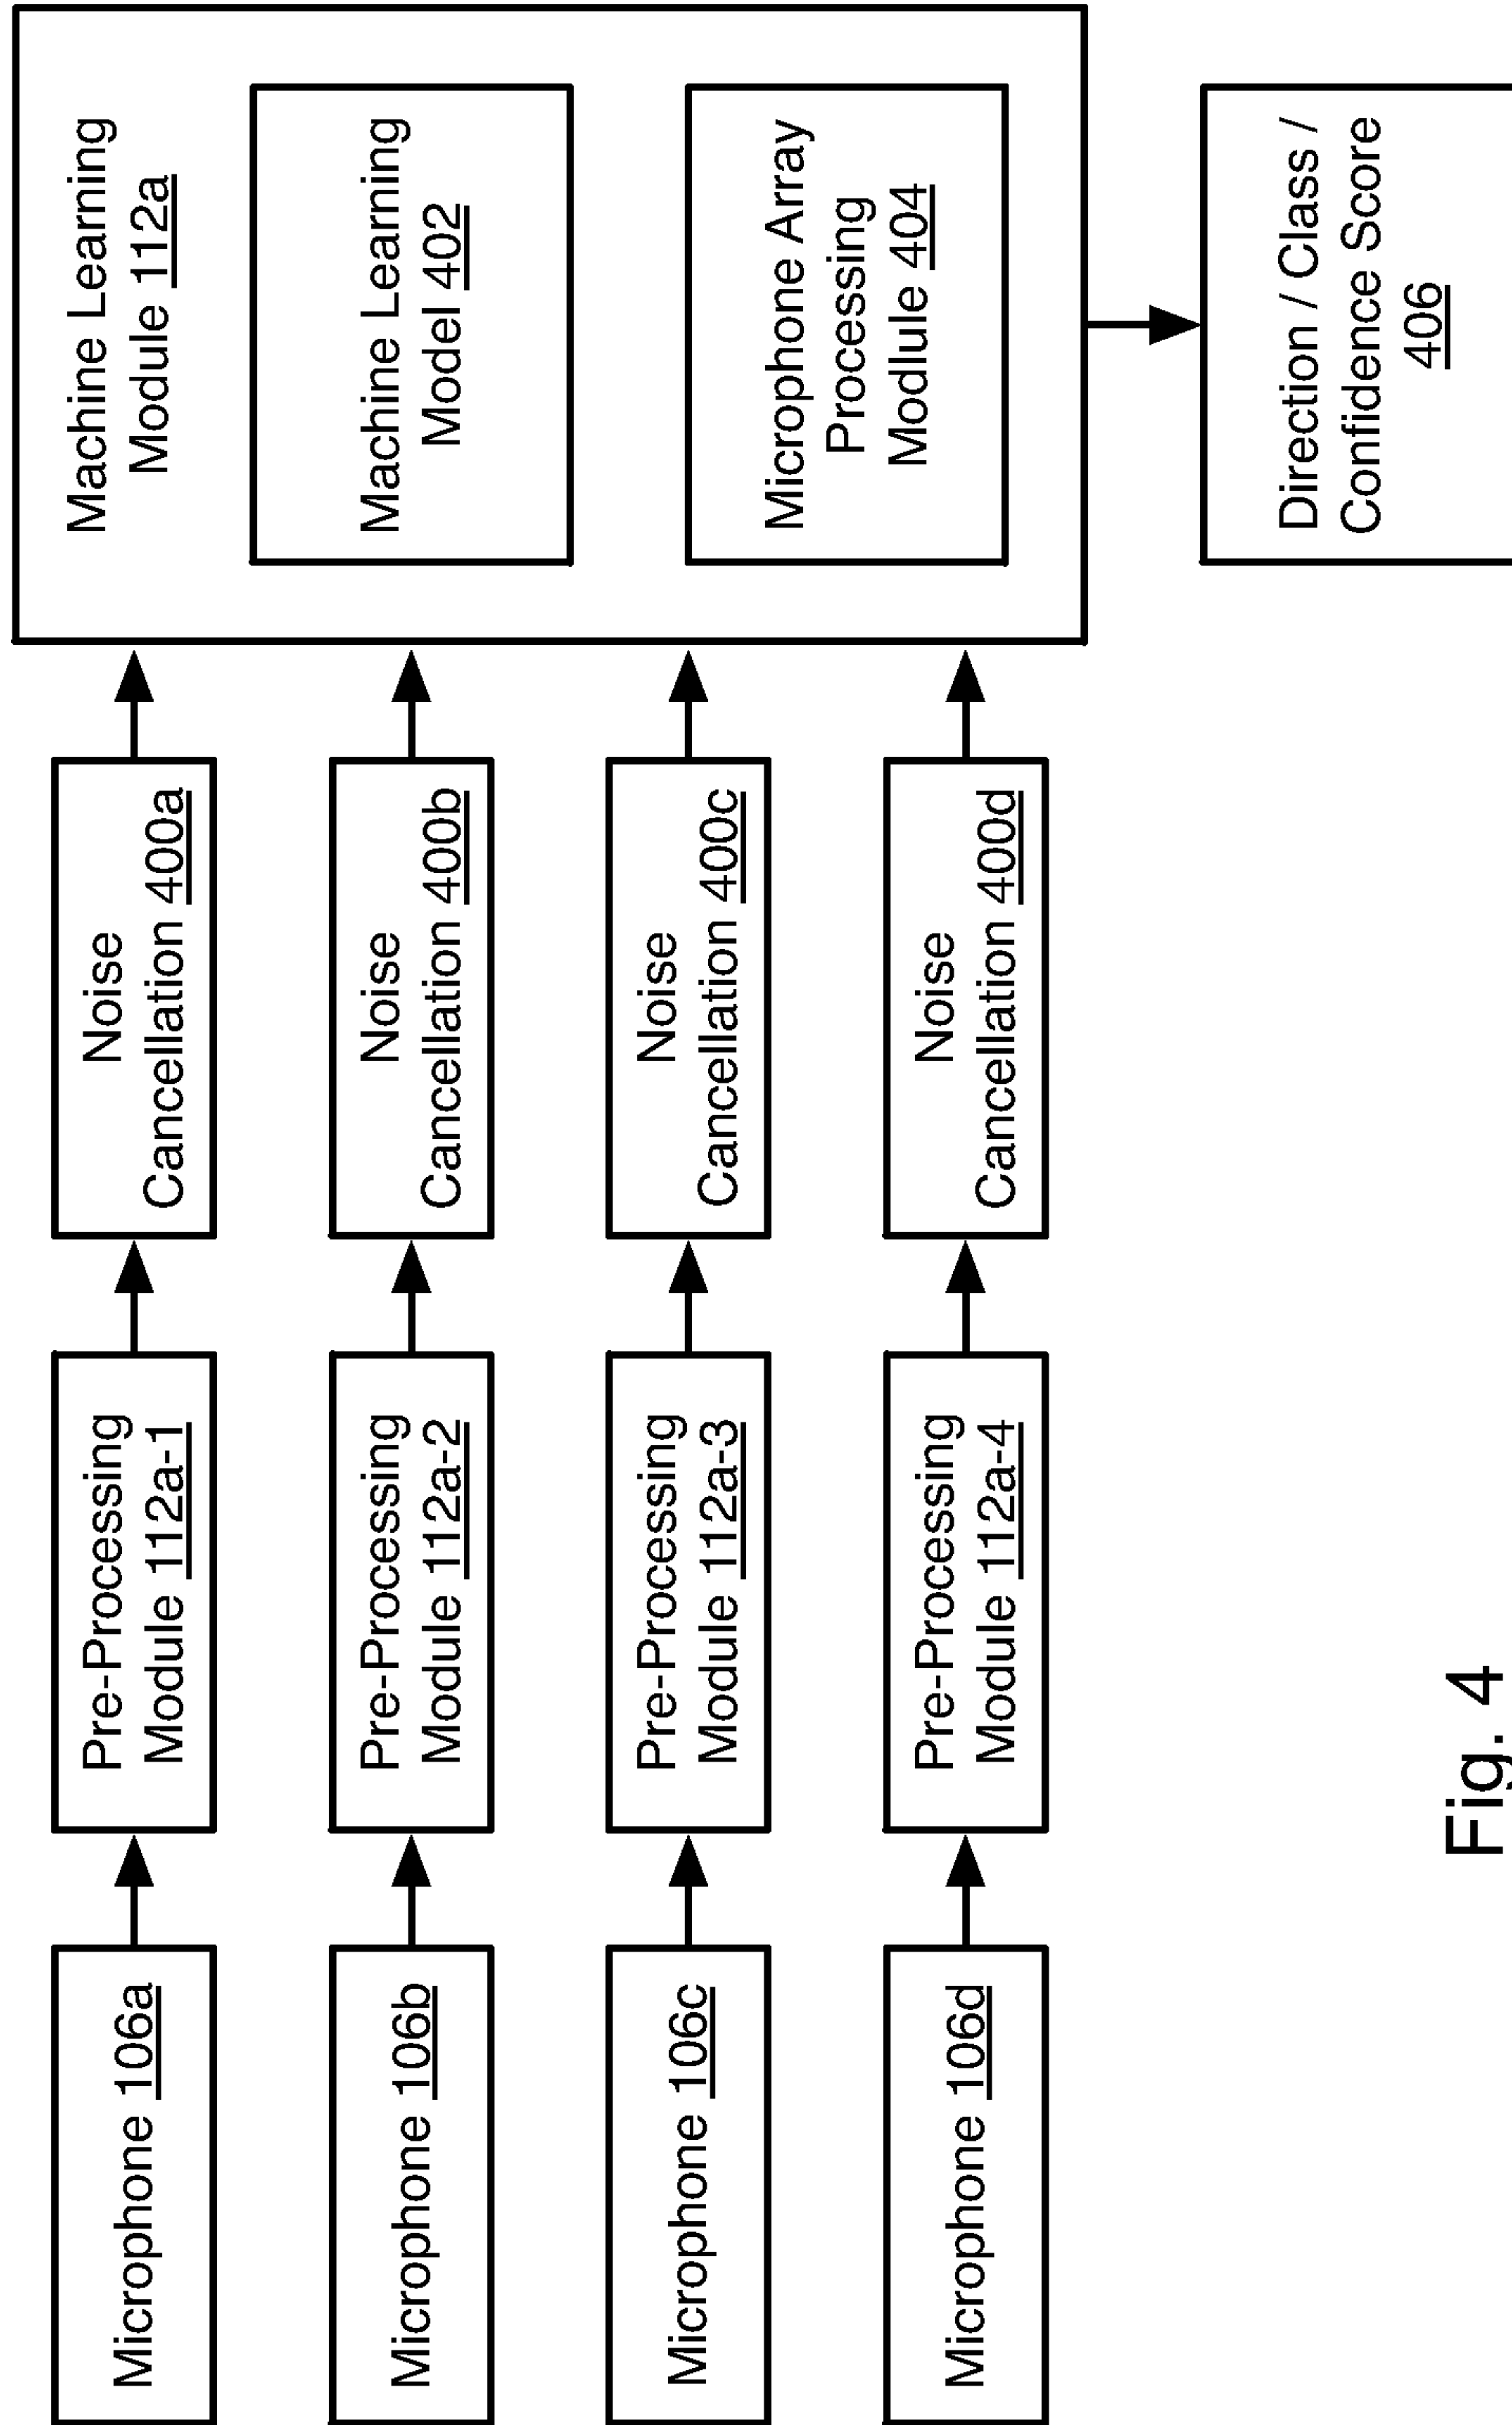 Microphone 106a
Pre-Processing
Module 112a-1
Noise
Cancellation 400a
Microphone 106b
Pre-Processing
Module 112a-2
Noise
Cancellation 400b
Microphone 106c
Pre-Processing
Module 112a-3
Noise
Cancellation 400c
Microphone 106d
Pre-Processing
Module 112a-4
Noise
Cancellation 400d
Machine Learning
Module 112a
Machine Learning
Model 402
Microphone Array
Processing
Modlule 404
Direction / Class /
Confidence Score
406
Fig. 4